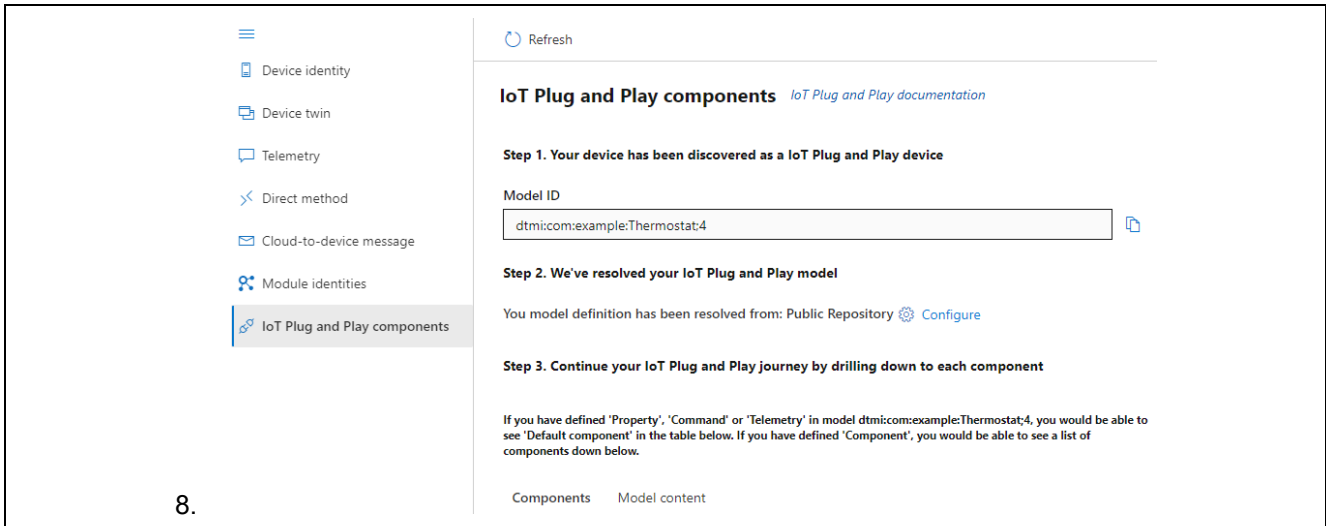 Refresh
Device identity
IoT Plug and Play components IoT Plug and Play documentation
Device twin
Step 1. Your device has been discovered as a IoT Plug and Play device
Telemetry
Model ID
Direct method
dtmi:com:example:Thermostat;4
Cloud-to-device message
Step 2. We've resolved your IoT Plug and Play model
Module identities
You model definition has been resolved from: Public Repository Configure
IoT Plug and Play components
Step 3. Continue your IoT Plug and Play journey by drilling down to each component
If you have defined 'Property', 'Command' or 'Telemetry' in model dtmi:com:example:Thermostat;4, you would be able to
see 'Default component' in the table below. If you have defined 'Component', you would be able to see a list of
components down below.
Components Model content
8.